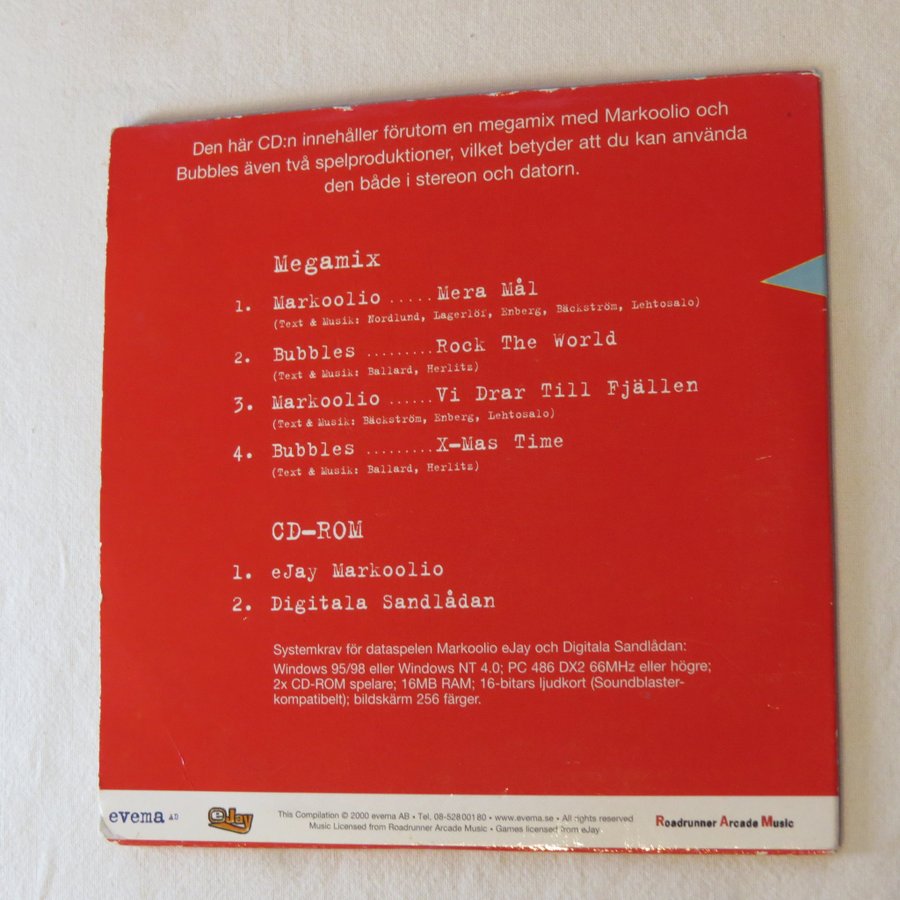 Den här CD:n innehåller förutom en megamix med Markoolio och
Bubbles även två spelproduktioner, vilket betyder att du kan använda
den både i stereon och datorn.
Megamix
1. Markoolio .....Mera Mål
(Text & Musik: Nordlund, Lagerlöf, Enberg, Bäckström, Lehtosalo)
2. Bubbles .........Rock The World
(Text & Musik: Ballard, Herlitz)
3. Markoolio ......Vi Drar Till Fjällen
(Text & Musik: Bäckström, Enberg, Lehtosalo)
4. Bubbles .........X-Mas Time
(Text & Musik: Ballard, Herlitz)
CD-ROM
1. eJay Markoolio
2. Digitala Sandlådan
Systemkrav för dataspelen Markoolio eJay och Digitala Sandlådan:
Windows 95/98 eller Windows NT 4.0; PC 486 DX2 66MHz eller högre;
2x CD-ROM spelare; 16MB RAM; 16-bitars ljudkort (Soundblaster-
kompatibelt); bildskärm 256 färger.
evema AB
eJay
This Compilation © 2000 evema AB • Tel, 08-52800180 • www.evema.se • All rights reserved
Music Licensed from Roadrunner Arcade Music • Games licensed from eJay
Roadrunner Arcade Music